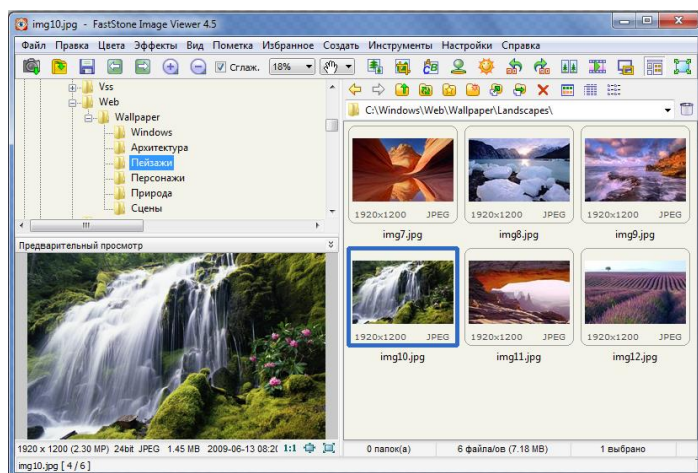 img10.jpg - FastStone Image Viewer 4.5
Файл Правка Цвета Эффекты Вид Пометка Избранное Создать Инструменты Настройки Справка
Сглаж. 18%
Vss
Web
Wallpaper
Windows
Архитектура
Пейзажи
Персонажи
Природа
Сцены
Предварительный просмотр
1920 x 1200 (2.30 MP) 24bit JPEG 1.45 MB 2009-06-13 08:2 1:1
img10.jpg [ 4 / 6 ]
C:\Windows\Web\Wallpaper\Landscapes\
1920x1200 JPEG 1920x1200 JPEG 1920x1200 JPEG
img7.jpg img8.jpg img9.jpg
1920x1200 JPEG 1920x1200 JPEG 1920x1200 JPEG
img10.jpg img11.jpg img12.jpg
0 папок(а) 6 файла/ов (7.18 MB) 1 выбрано